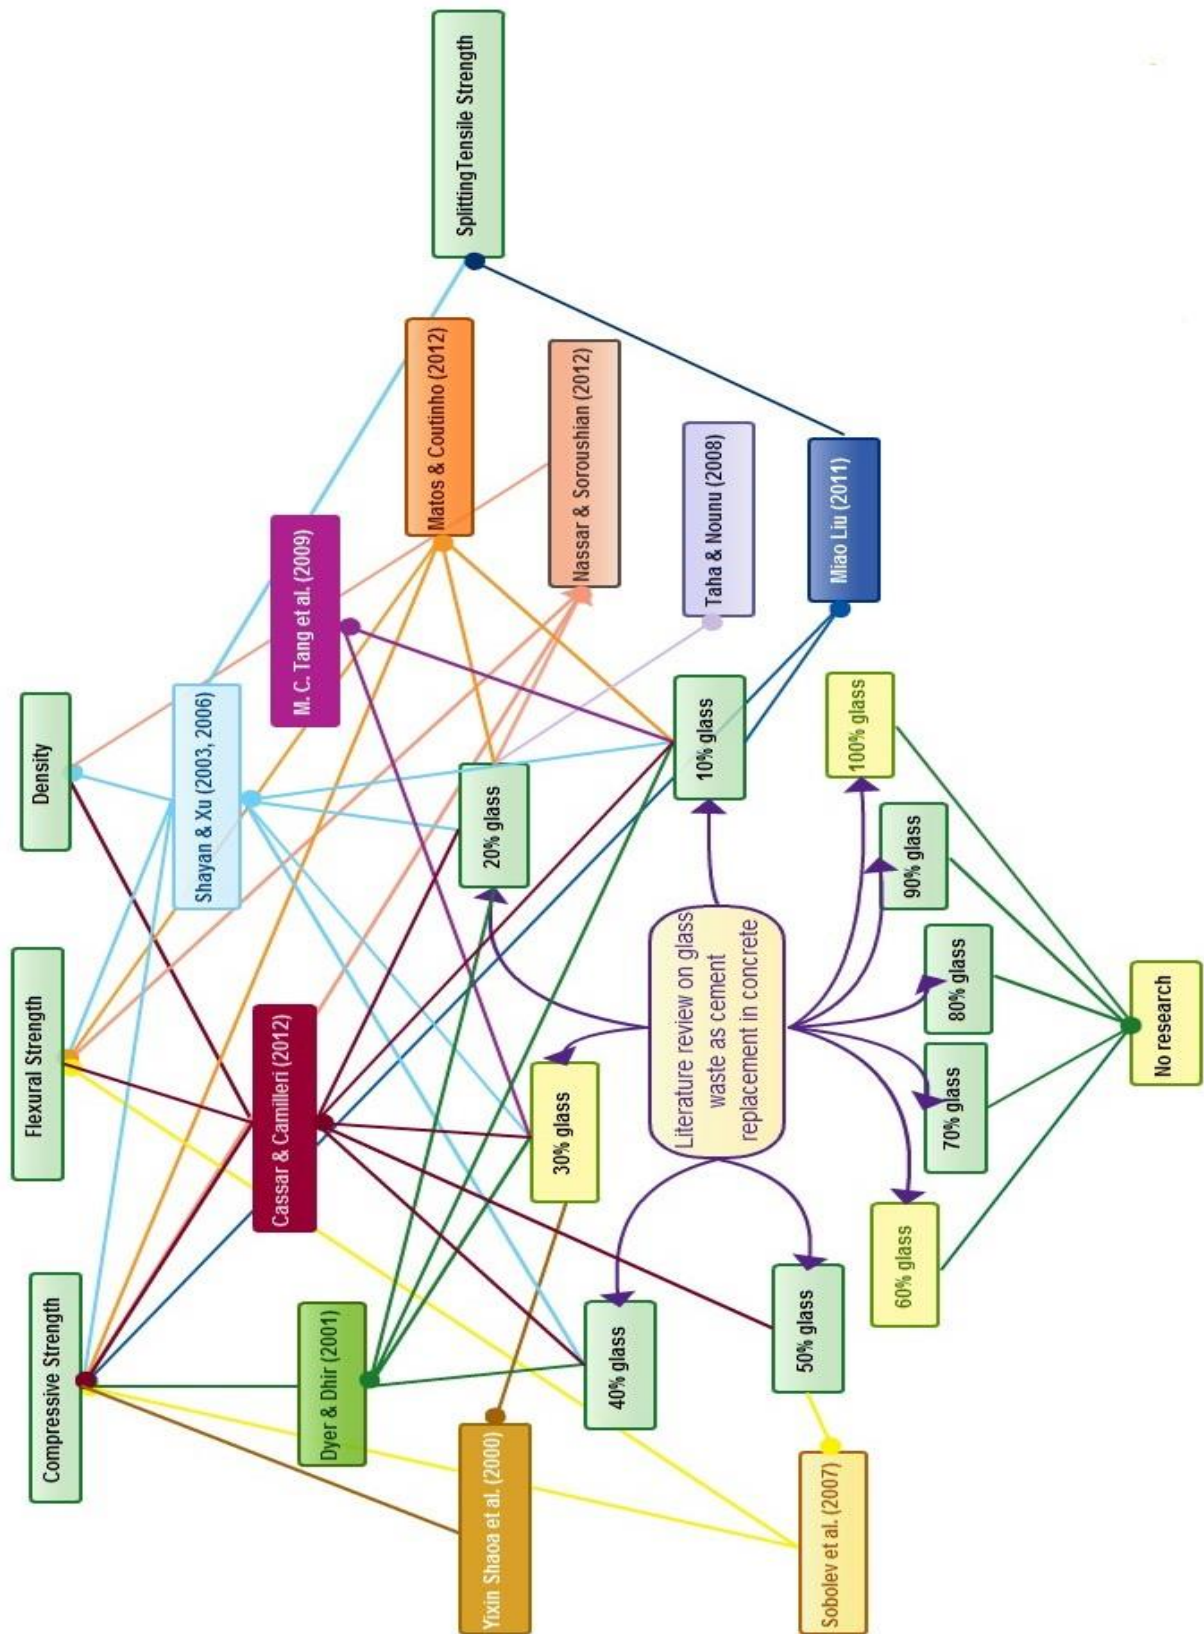 Compressive Strength
Flexural Strength
Density
SplittingTensile Strength
Cassar & Camilleri (2012)
Shayan & Xu (2003, 2006)
Dyer & Dhir (2001)
M. C. Tang et al. (2009)
Matos & Coutinho (2012)
Yixin Shaoa et al. (2000)
30% glass
20% glass
Nassar & Soroushian (2012)
40% glass
Literature review on glass
waste as cement
replacement in concrete
10% glass
Taha & Nounu (2008)
Sobolev et al. (2007)
50% glass
Miao Liu (2011)
60% glass
70% glass
80% glass
90% glass
100% glass
No research